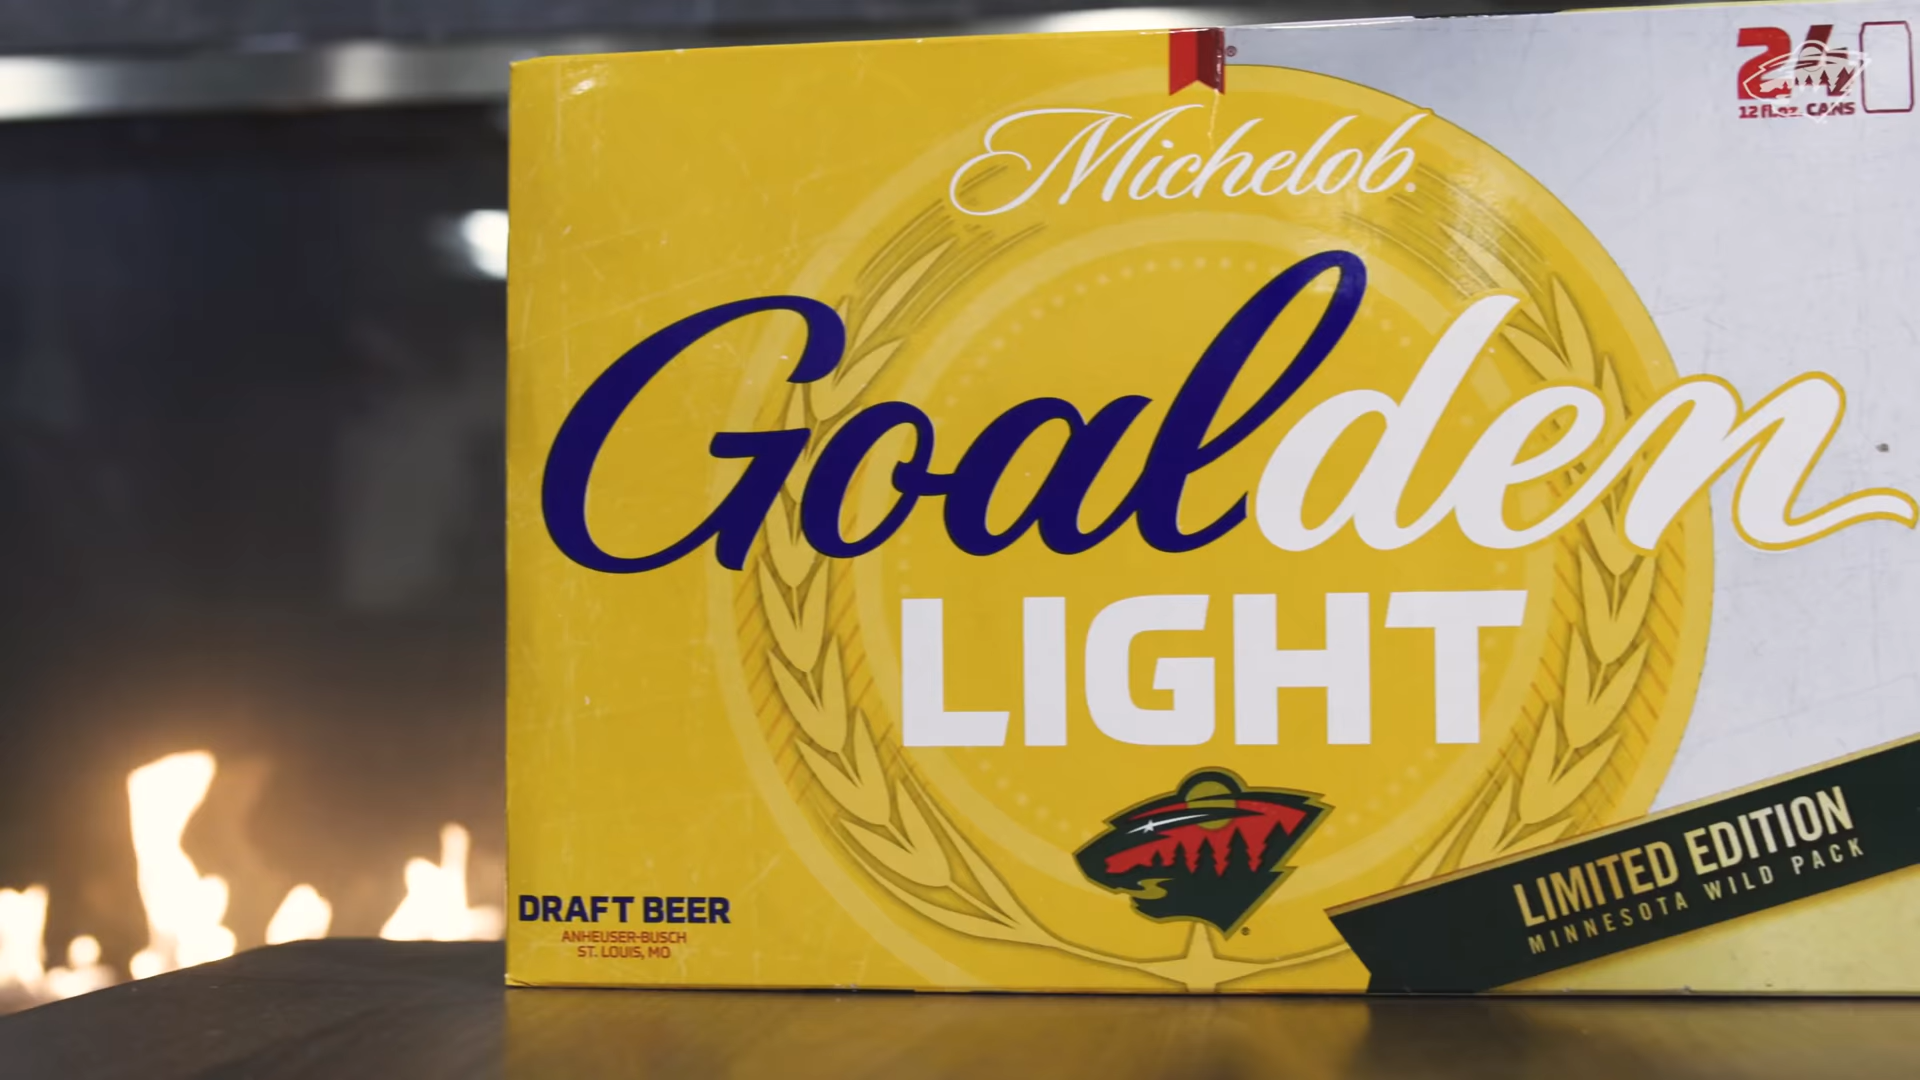 24
12 fl. oz. CANS
Michelob.
Goalden
LIGHT
LIMITED EDITION
MINNESOTA WILD PACK
DRAFT BEER
ANHEUSER-BUSCH
ST. LOUIS, MO